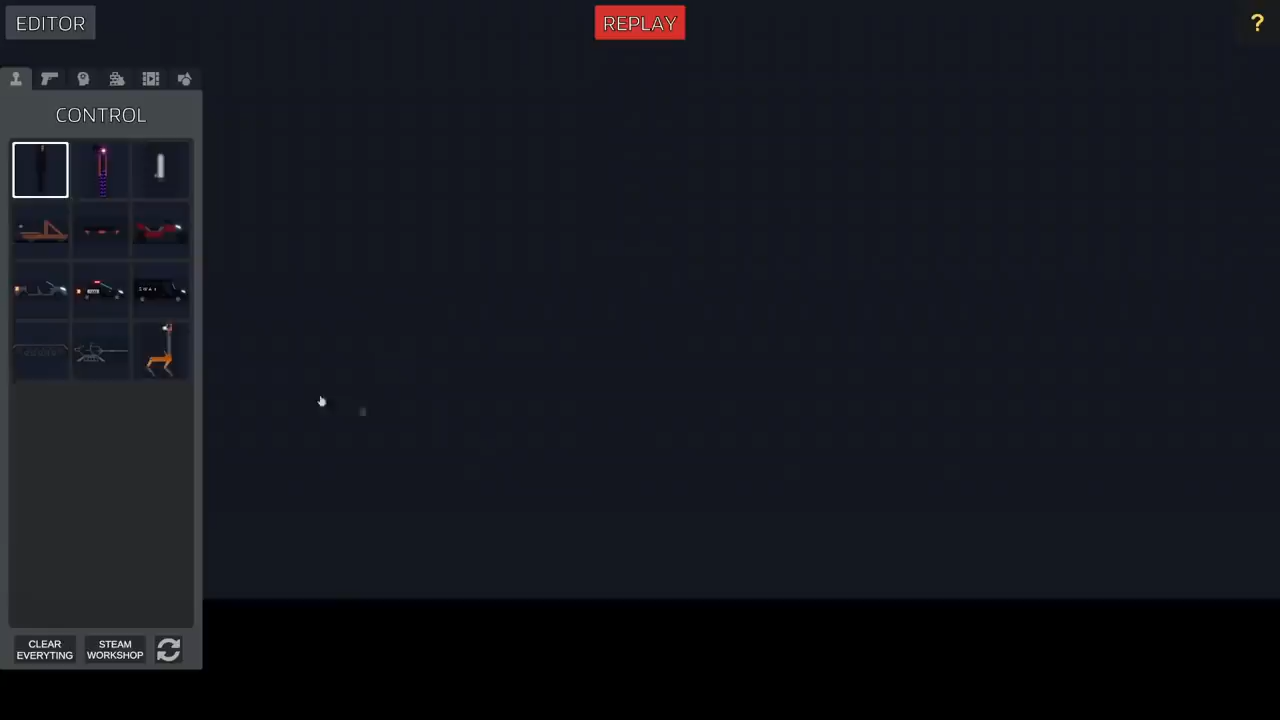 EDITOR
REPLAY
?
CONTROL
CLEAR
EVERYTING
STEAM
WORKSHOP